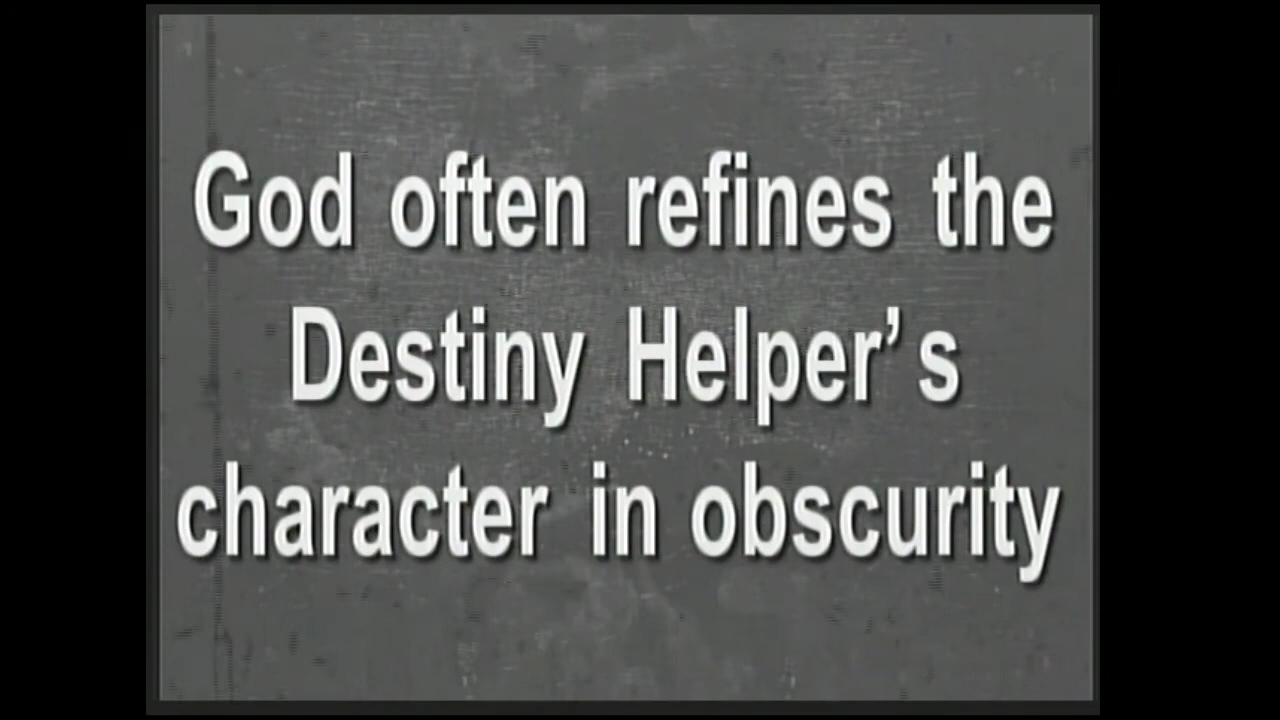 God often refines the
Destiny Helper’s
character in obscurity